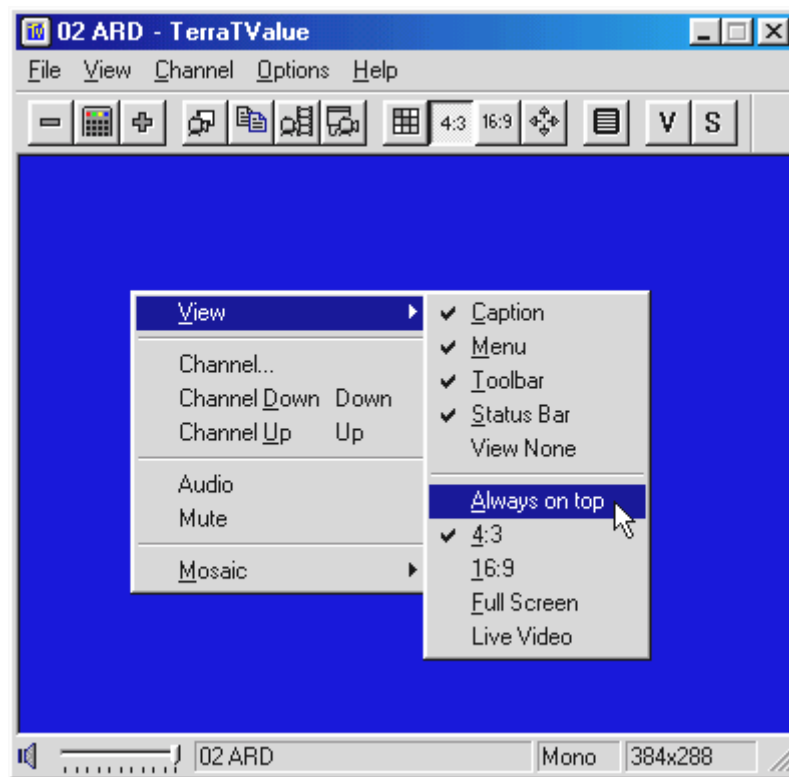 02 ARD - TerraTValue
File View Channel Options Help
4:3 16:9 V S
View
Channel...
Channel Down Down
Channel Up Up
Audio
Mute
Mosaic
Caption
Menu
Toolbar
Status Bar
View None
Always on top
4:3
16:9
Full Screen
Live Video
02 ARD Mono 384x288